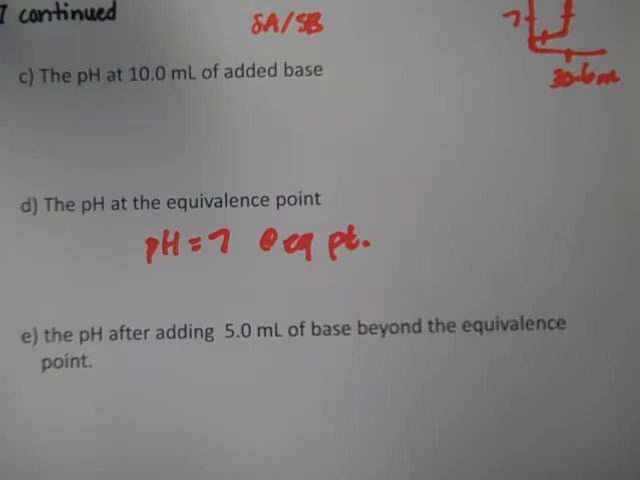 7 continued
SA/SB
7
30.6 mL
c) The pH at 10.0 mL of added base
d) The pH at the equivalence point
pH = 7 @ eq pt.
e) the pH after adding 5.0 mL of base beyond the equivalence
point.